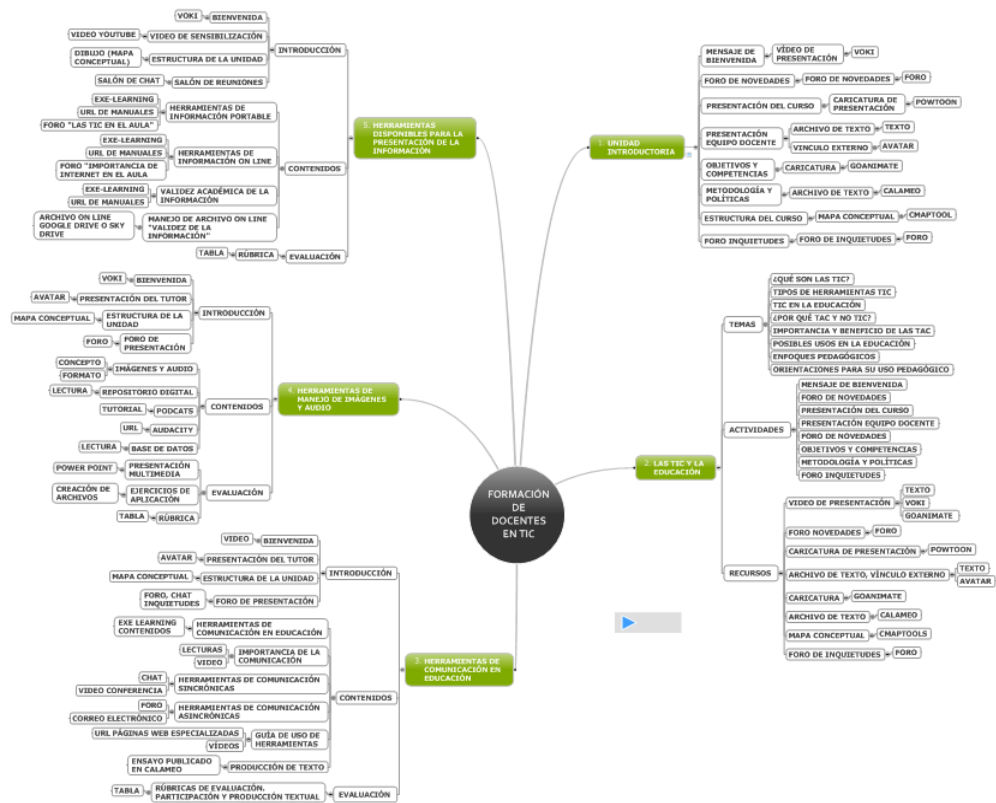 FORMACIÓN
DE
DOCENTES
EN TIC
1. UNIDAD
INTRODUCTORIA
MENSAJE DE
BIENVENIDA
VÍDEO DE
PRESENTACIÓN
VOKI
FORO DE NOVEDADES
FORO DE NOVEDADES
FORO
PRESENTACIÓN DEL CURSO
CARICATURA DE
PRESENTACIÓN
POWTOON
PRESENTACIÓN
EQUIPO DOCENTE
ARCHIVO DE TEXTO
TEXTO
VINCULO EXTERNO
AVATAR
OBJETIVOS Y
COMPETENCIAS
CARICATURA
GOANIMATE
METODOLOGÍA Y
POLÍTICAS
ARCHIVO DE TEXTO
CALAMEO
ESTRUCTURA DEL CURSO
MAPA CONCEPTUAL
CMAPTOOL
FORO INQUIETUDES
FORO DE INQUIETUDES
FORO
2. LAS TIC Y LA
EDUCACIÓN
TEMAS
¿QUÉ SON LAS TIC?
TIPOS DE HERRAMIENTAS TIC
TIC EN LA EDUCACIÓN
¿POR QUÉ TAC Y NO TIC?
IMPORTANCIA Y BENEFICIO DE LAS TAC
POSIBLES USOS EN LA EDUCACIÓN
ENFOQUES PEDAGÓGICOS
ORIENTACIONES PARA SU USO PEDAGÓGICO
ACTIVIDADES
MENSAJE DE BIENVENIDA
FORO DE NOVEDADES
PRESENTACIÓN DEL CURSO
PRESENTACIÓN EQUIPO DOCENTE
FORO DE NOVEDADES
OBJETIVOS Y COMPETENCIAS
METODOLOGÍA Y POLÍTICAS
FORO INQUIETUDES
RECURSOS
VIDEO DE PRESENTACIÓN
TEXTO
VOKI
GOANIMATE
FORO NOVEDADES
FORO
CARICATURA DE PRESENTACIÓN
POWTOON
ARCHIVO DE TEXTO, VÍNCULO EXTERNO
TEXTO
AVATAR
CARICATURA
GOANIMATE
ARCHIVO DE TEXTO
CALAMEO
MAPA CONCEPTUAL
CMAPTOOLS
FORO DE INQUIETUDES
FORO
3. HERRAMIENTAS DE
COMUNICACIÓN EN
EDUCACIÓN
INTRODUCCIÓN
BIENVENIDA
VIDEO
PRESENTACIÓN DEL TUTOR
AVATAR
ESTRUCTURA DE LA UNIDAD
MAPA CONCEPTUAL
FORO DE PRESENTACIÓN
FORO, CHAT
INQUIETUDES
CONTENIDOS
HERRAMIENTAS DE
COMUNICACIÓN EN EDUCACIÓN
EXE LEARNING
CONTENIDOS
IMPORTANCIA DE LA
COMUNICACIÓN
LECTURAS
VIDEO
HERRAMIENTAS DE COMUNICACIÓN
SINCRÓNICAS
CHAT
VIDEO CONFERENCIA
HERRAMIENTAS DE COMUNICACIÓN
ASINCRÓNICAS
FORO
CORREO ELECTRÓNICO
GUÍA DE USO DE
HERRAMIENTAS
URL PÁGINAS WEB ESPECIALIZADAS
VÍDEOS
PRODUCCIÓN DE TEXTO
ENSAYO PUBLICADO
EN CALAMEO
EVALUACIÓN
RÚBRICAS DE EVALUACIÓN.
PARTICIPACIÓN Y PRODUCCIÓN TEXTUAL
TABLA
4. HERRAMIENTAS DE
MANEJO DE IMÁGENES
Y AUDIO
INTRODUCCIÓN
BIENVENIDA
VOKI
PRESENTACIÓN DEL TUTOR
AVATAR
ESTRUCTURA DE LA
UNIDAD
MAPA CONCEPTUAL
FORO DE
PRESENTACIÓN
FORO
CONTENIDOS
IMÁGENES Y AUDIO
CONCEPTO
FORMATO
REPOSITORIO DIGITAL
LECTURA
PODCATS
TUTORIAL
AUDACITY
URL
BASE DE DATOS
LECTURA
EVALUACIÓN
PRESENTACIÓN
MULTIMEDIA
POWER POINT
EJERCICIOS DE
APLICACIÓN
CREACIÓN DE
ARCHIVOS
RÚBRICA
TABLA
5. HERRAMIENTAS
DISPONIBLES PARA LA
PRESENTACIÓN DE LA
INFORMACIÓN
INTRODUCCIÓN
BIENVENIDA
VOKI
VIDEO DE SENSIBILIZACIÓN
VIDEO YOUTUBE
ESTRUCTURA DE LA UNIDAD
DIBUJO (MAPA
CONCEPTUAL)
SALÓN DE REUNIONES
SALÓN DE CHAT
CONTENIDOS
HERRAMIENTAS DE
INFORMACIÓN PORTABLE
EXE-LEARNING
URL DE MANUALES
FORO "LAS TIC EN EL AULA"
HERRAMIENTAS DE
INFORMACIÓN ON LINE
EXE-LEARNING
URL DE MANUALES
FORO "IMPORTANCIA DE
INTERNET EN EL AULA
VALIDEZ ACADÉMICA DE LA
INFORMACIÓN
EXE-LEARNING
URL DE MANUALES
MANEJO DE ARCHIVO ON LINE
"VALIDEZ DE LA
INFORMACIÓN"
ARCHIVO ON LINE
GOOGLE DRIVE O SKY
DRIVE
EVALUACIÓN
RÚBRICA
TABLA